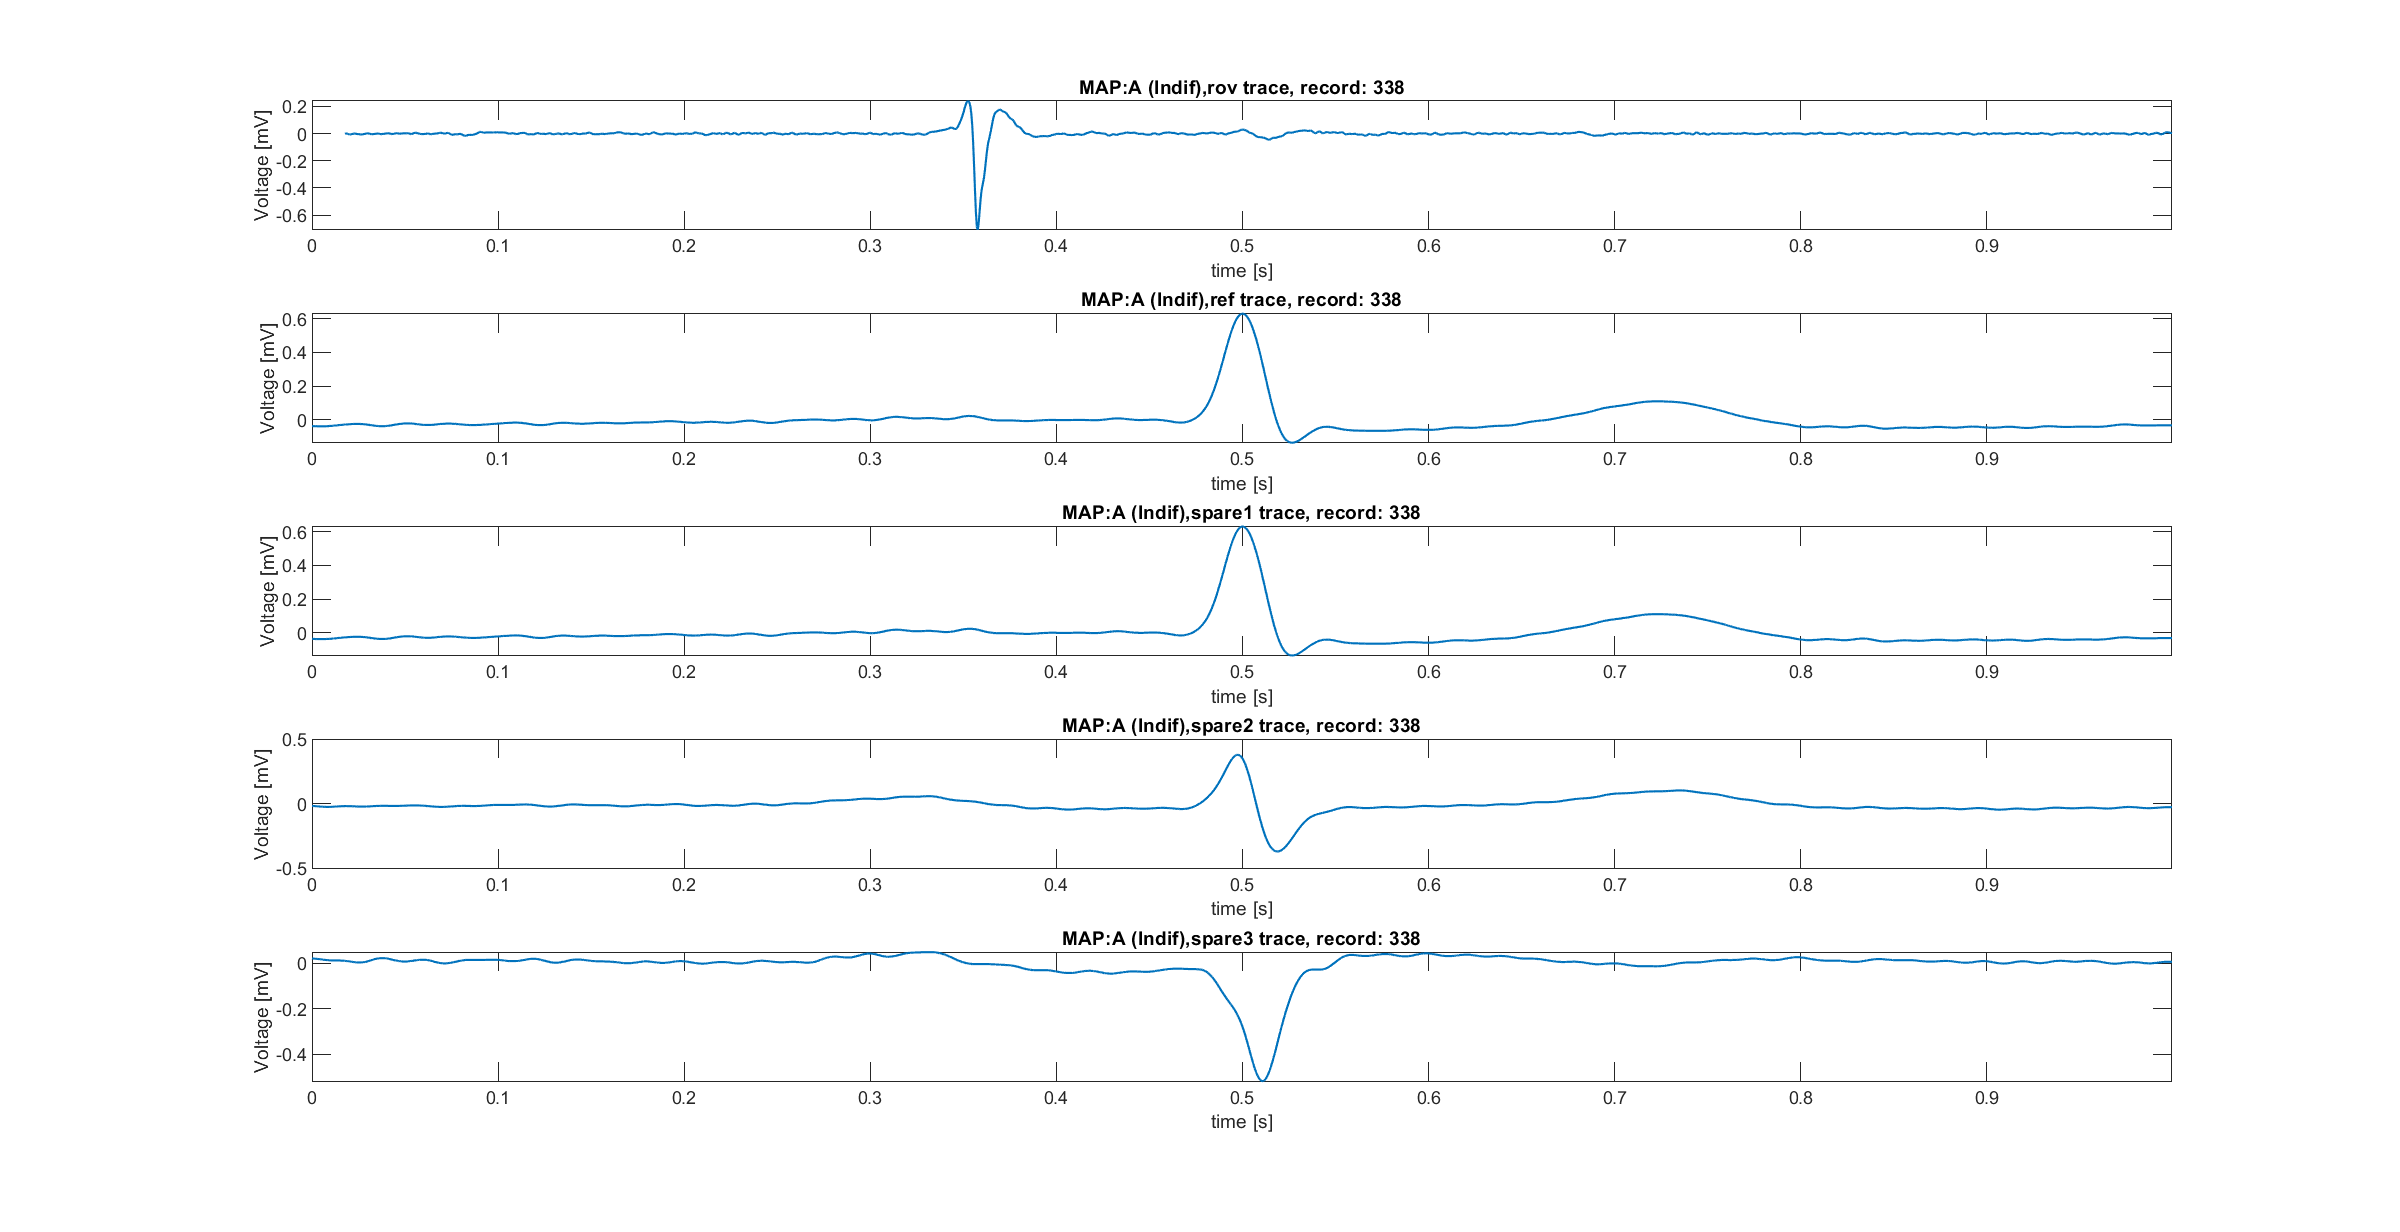 MAP:A (Indif),rov trace, record: 338
Voltage [mV]
0.2
0
-0.2
-0.4
-0.6
0 0.1 0.2 0.3 0.4 0.5 0.6 0.7 0.8 0.9
time [s]
MAP:A (Indif),ref trace, record: 338
Voltage [mV]
0.6
0.4
0.2
0
0 0.1 0.2 0.3 0.4 0.5 0.6 0.7 0.8 0.9
time [s]
MAP:A (Indif),spare1 trace, record: 338
Voltage [mV]
0.6
0.4
0.2
0
0 0.1 0.2 0.3 0.4 0.5 0.6 0.7 0.8 0.9
time [s]
MAP:A (Indif),spare2 trace, record: 338
Voltage [mV]
0.5
0
-0.5
0 0.1 0.2 0.3 0.4 0.5 0.6 0.7 0.8 0.9
time [s]
MAP:A (Indif),spare3 trace, record: 338
Voltage [mV]
0
-0.2
-0.4
0 0.1 0.2 0.3 0.4 0.5 0.6 0.7 0.8 0.9
time [s]